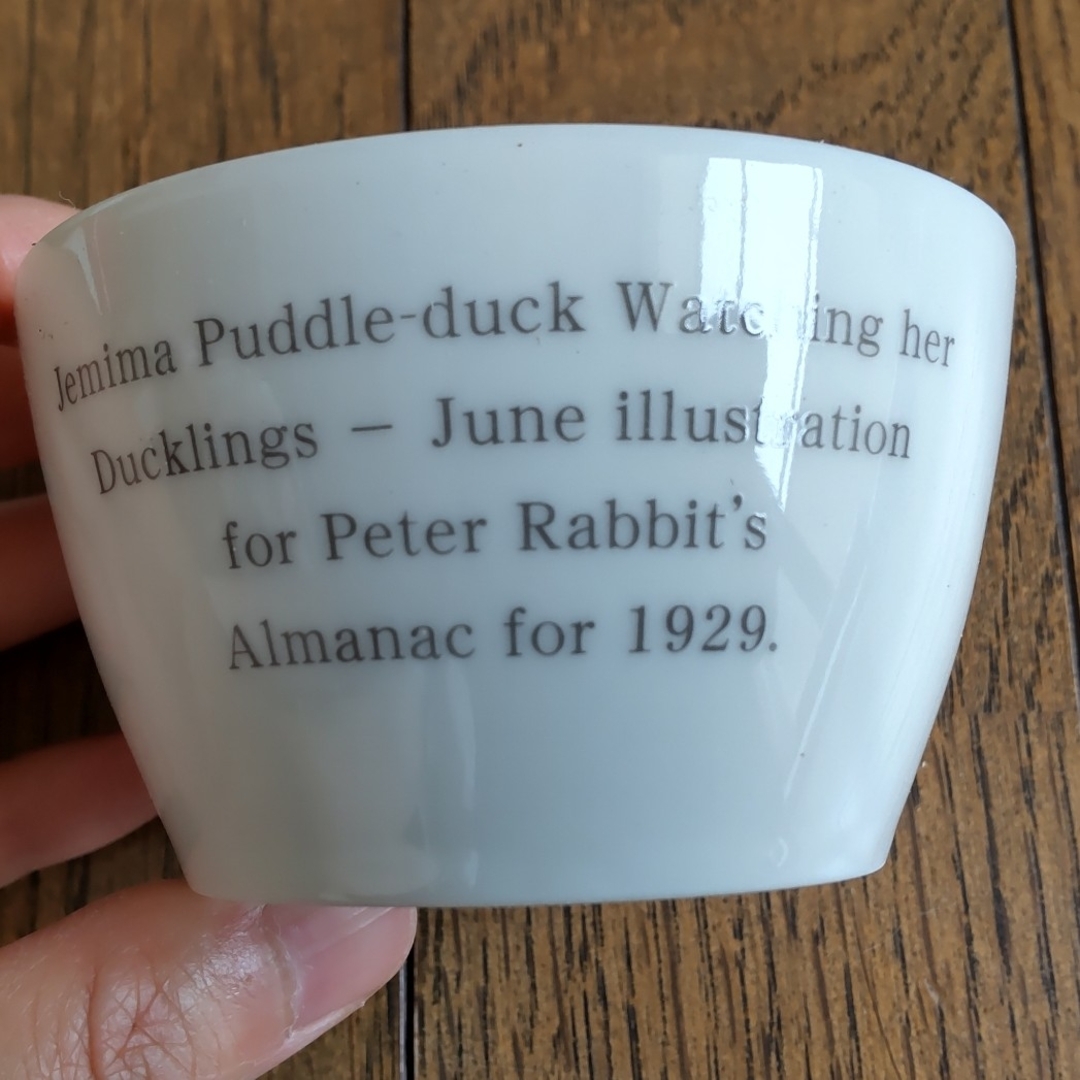 Jemima Puddle-duck Watching her
Ducklings – June illustration
for Peter Rabbit's
Almanac for 1929.